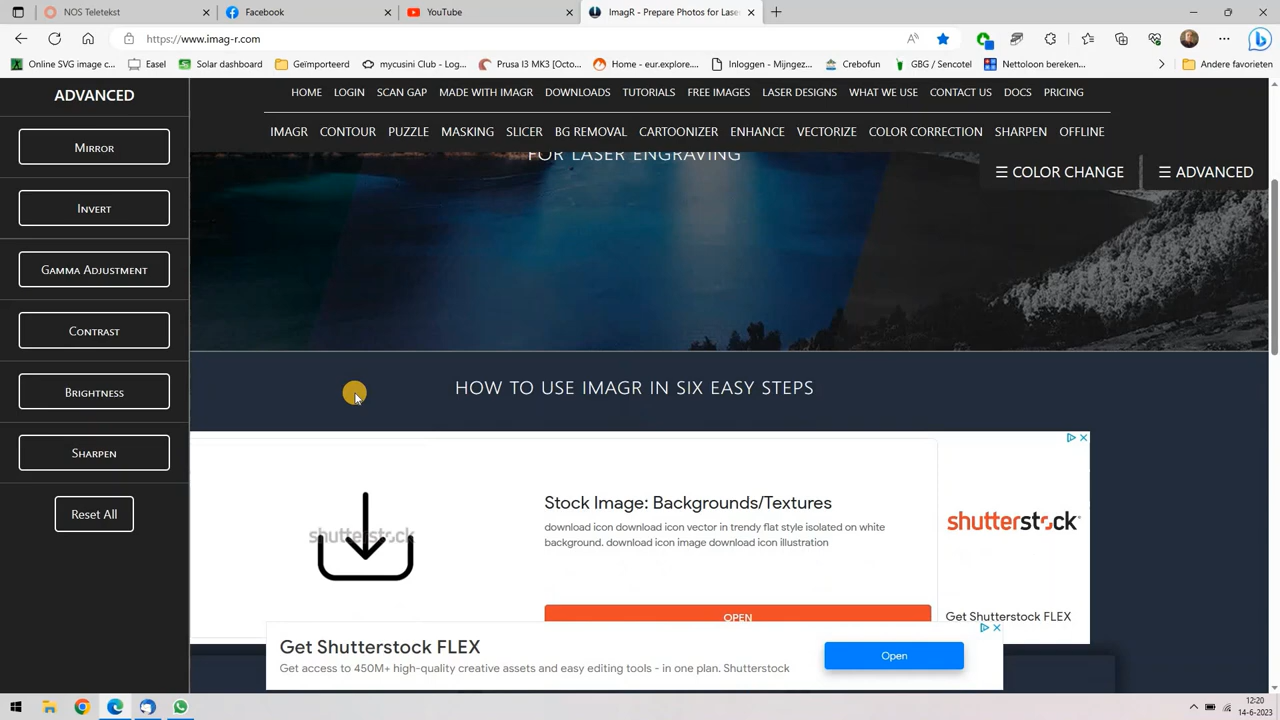 NOS Teletekst
Facebook
YouTube
ImagR - Prepare Photos for Lase
https://www.imag-r.com
Online SVG image c...
Easel
Solar dashboard
Geïmporteerd
mycusini Club - Log...
Prusa I3 MK3 [Octo...
Home - eur.explore....
Inloggen - Mijngez...
Crebofun
GBG / Sencotel
Nettoloon bereken...
Andere favorieten
ADVANCED
HOME
LOGIN
SCAN GAP
MADE WITH IMAGR
DOWNLOADS
TUTORIALS
FREE IMAGES
LASER DESIGNS
WHAT WE USE
CONTACT US
DOCS
PRICING
IMAGR
CONTOUR
PUZZLE
MASKING
SLICER
BG REMOVAL
CARTOONIZER
ENHANCE
VECTORIZE
COLOR CORRECTION
SHARPEN
OFFLINE
MIRROR
INVERT
GAMMA ADJUSTMENT
CONTRAST
BRIGHTNESS
SHARPEN
Reset All
FOR LASER ENGRAVING
☰ COLOR CHANGE
☰ ADVANCED
HOW TO USE IMAGR IN SIX EASY STEPS
shutterstock
Stock Image: Backgrounds/Textures
download icon download icon vector in trendy flat style isolated on white
background. download icon image download icon illustration
OPEN
shutterstock
Get Shutterstock FLEX
Get Shutterstock FLEX
Get access to 450M+ high-quality creative assets and easy editing tools - in one plan. Shutterstock
Open
12:20
14-6-2023